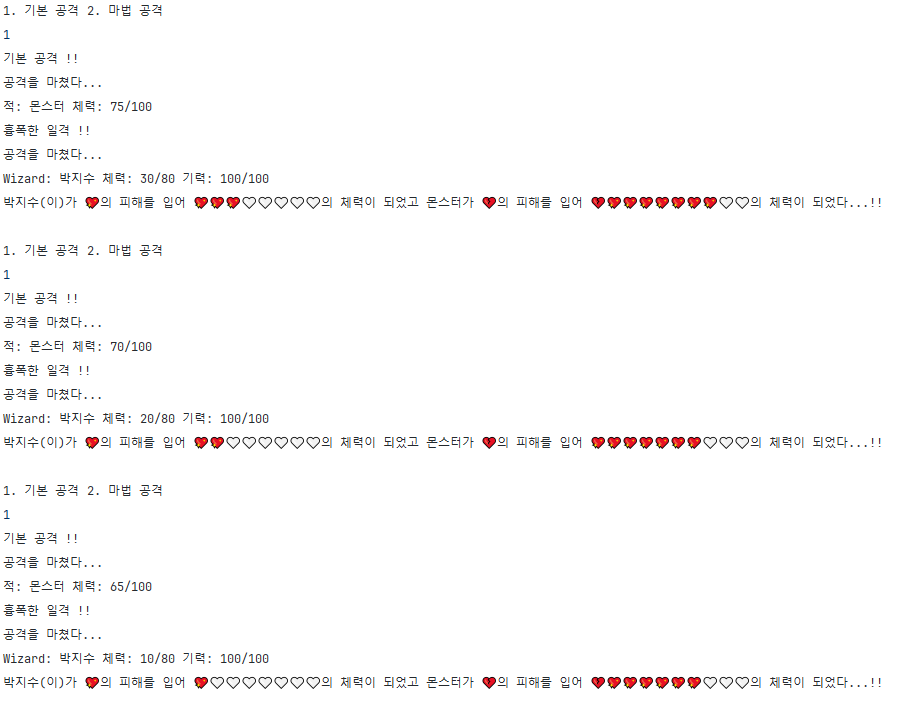 1. 기본 공격 2. 마법 공격
1
기본 공격 !!
공격을 마쳤다...
적: 몬스터 체력: 75/100
흉폭한 일격 !!
공격을 마쳤다...
Wizard: 박지수 체력: 30/80 기력: 100/100
박지수(이)가 💖의 피해를 입어 💖💖💖🤍🤍🤍🤍🤍의 체력이 되었고 몬스터가 💔의 피해를 입어 💔💖💖💖💖💖💖💖🤍🤍의 체력이 되었다...!!
1. 기본 공격 2. 마법 공격
1
기본 공격 !!
공격을 마쳤다...
적: 몬스터 체력: 70/100
흉폭한 일격 !!
공격을 마쳤다...
Wizard: 박지수 체력: 20/80 기력: 100/100
박지수(이)가 💖의 피해를 입어 💖💖🤍🤍🤍🤍🤍🤍의 체력이 되었고 몬스터가 💔의 피해를 입어 💖💖💖💖💖💖💖🤍🤍🤍의 체력이 되었다...!!
1. 기본 공격 2. 마법 공격
1
기본 공격 !!
공격을 마쳤다...
적: 몬스터 체력: 65/100
흉폭한 일격 !!
공격을 마쳤다...
Wizard: 박지수 체력: 10/80 기력: 100/100
박지수(이)가 💖의 피해를 입어 💖🤍🤍🤍🤍🤍🤍🤍의 체력이 되었고 몬스터가 💔의 피해를 입어 💔💖💖💖💖💖💖🤍🤍🤍의 체력이 되었다...!!